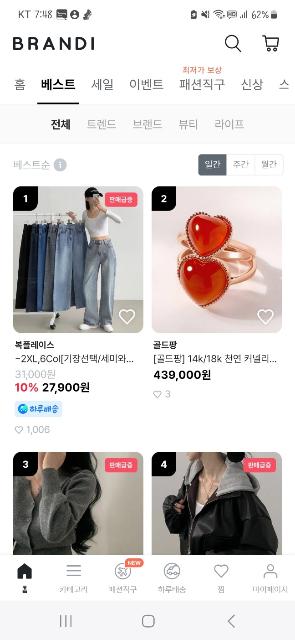 KT 7:48
62%
BRANDI
최저가 보상
홈 베스트 세일 이벤트 패션직구 신상 스
전체 트렌드 브랜드 뷰티 라이프
베스트순
일간 주간 월간
1
판매급증
2
복플레이스
~2XL,6Col[기장선택/세미와...
31,000원
10% 27,900원
하루배송
1,006
골드팡
[골드팡] 14k/18k 천연 커넬리...
439,000원
3
3
판매급증
4
판매급증
NEW
홈 카테고리 패션직구 하루배송 찜 마이페이지